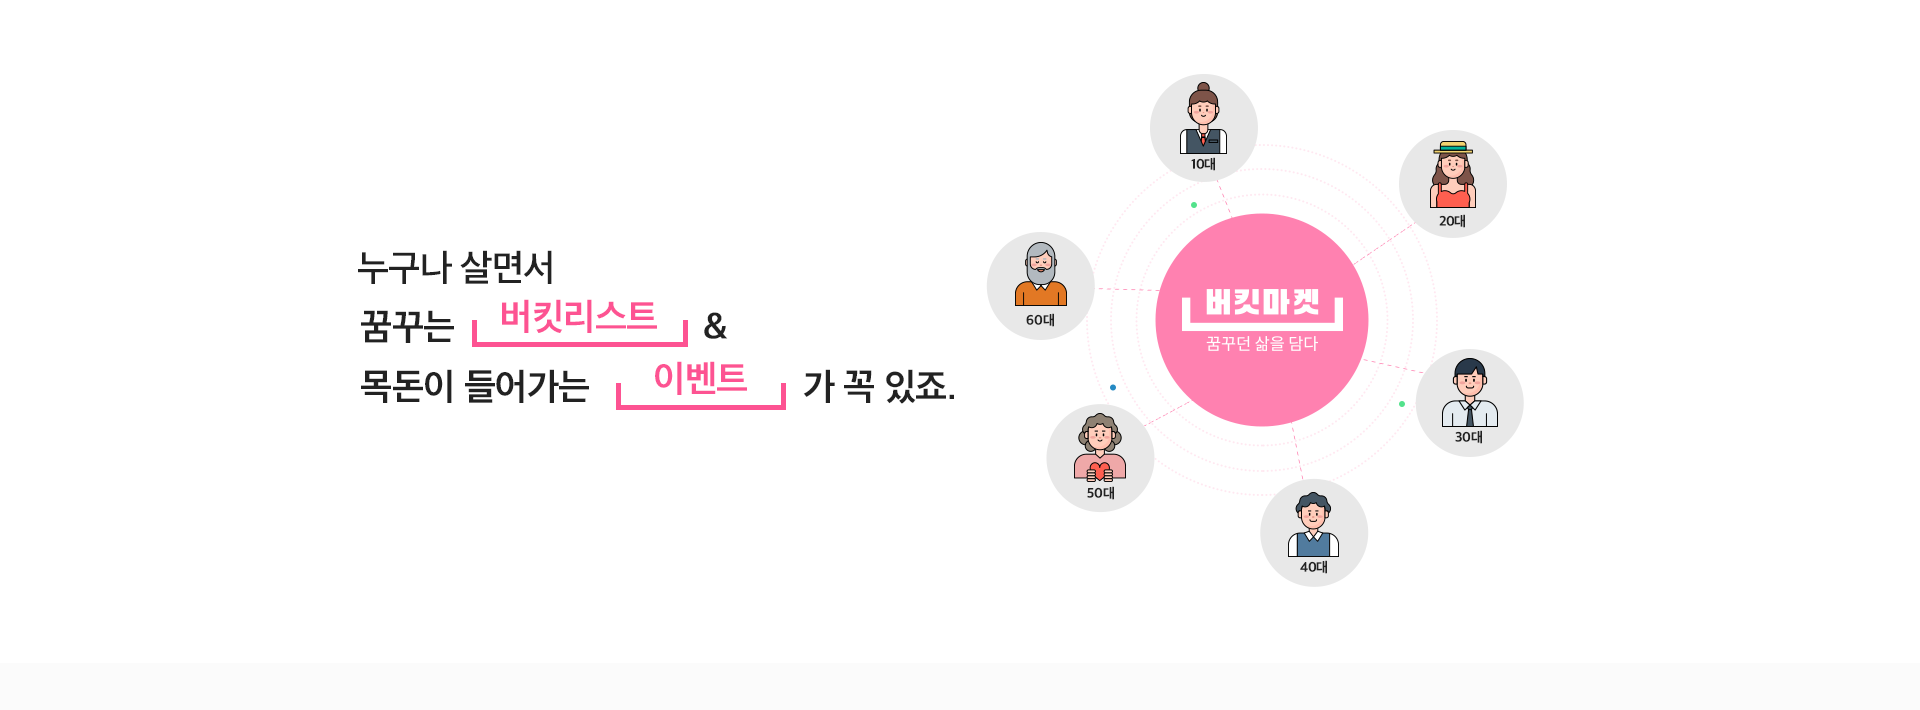 누구나 살면서
꿈꾸는 버킷리스트 &
목돈이 들어가는 이벤트 가 꼭 있죠.
10대
20대
60대
버킷마켓
꿈꾸던 삶을 담다
30대
50대
40대